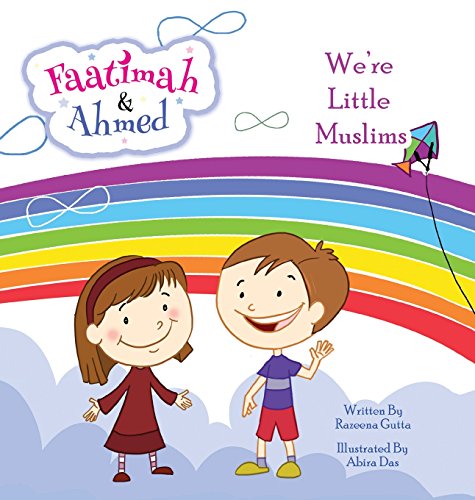 Faatimah
&
Ahmed
We're
Little
Muslims
Written By
Razeena Gutta
Illustrated By
Abira Das